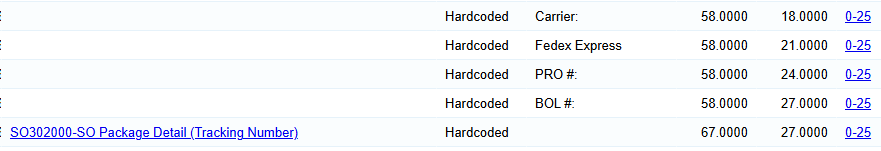 Hardcoded Carrier: 58.0000 18.0000 0-25
Hardcoded Fedex Express 58.0000 21.0000 0-25
Hardcoded PRO #: 58.0000 24.0000 0-25
Hardcoded BOL #: 58.0000 27.0000 0-25
SO302000-SO Package Detail (Tracking Number) Hardcoded 67.0000 27.0000 0-25